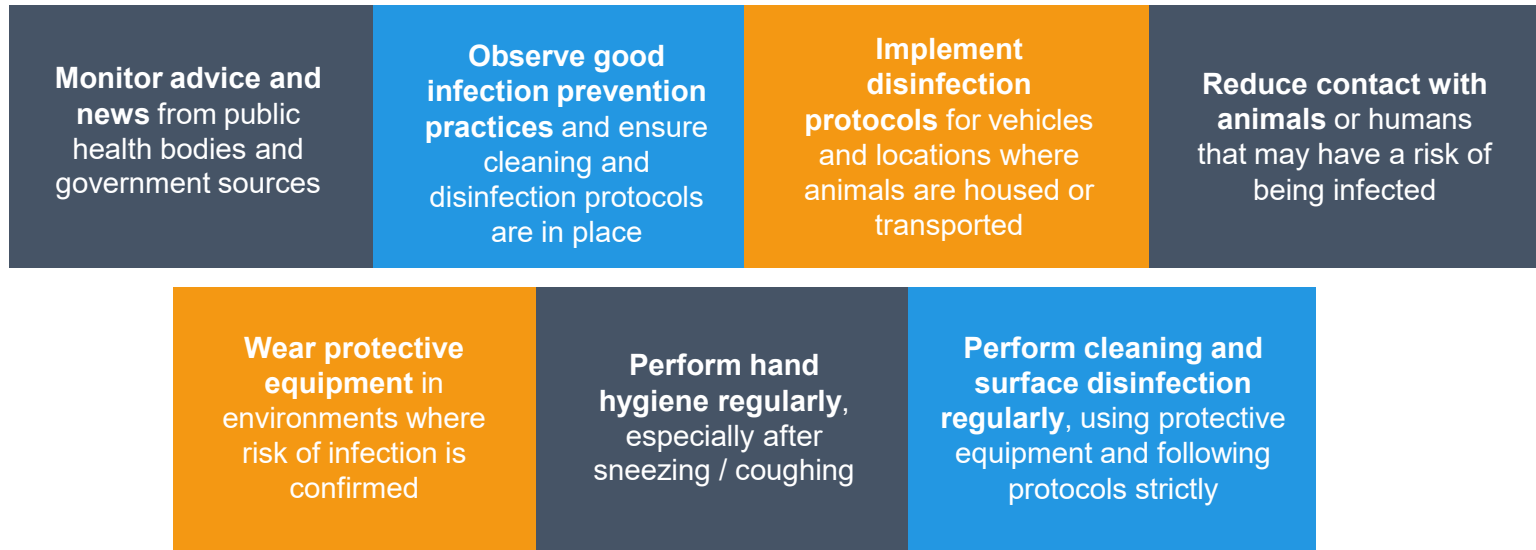 Monitor advice and
news from public
health bodies and
government sources
Observe good
infection prevention
practices and ensure
cleaning and
disinfection protocols
are in place
Implement
disinfection
protocols for vehicles
and locations where
animals are housed or
transported
Reduce contact with
animals or humans
that may have a risk of
being infected
Wear protective
equipment in
environments where
risk of infection is
confirmed
Perform hand
hygiene regularly,
especially after
sneezing / coughing
Perform cleaning and
surface disinfection
regularly, using protective
equipment and following
protocols strictly